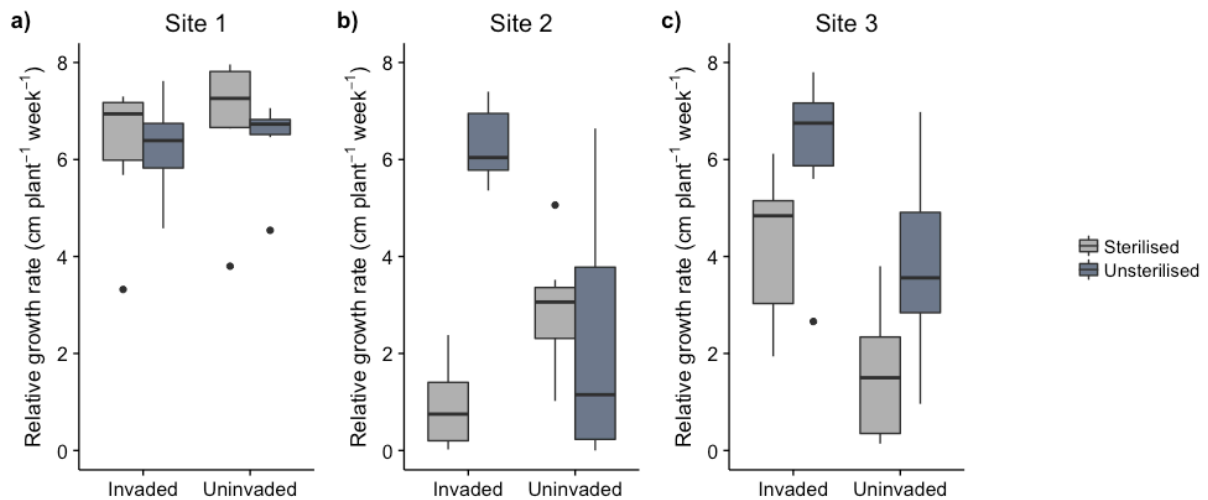 a)
Site 1
Relative growth rate (cm plant⁻¹ week⁻¹)
8
6
4
2
0
Invaded
Uninvaded
b)
Site 2
Relative growth rate (cm plant⁻¹ week⁻¹)
8
6
4
2
0
Invaded
Uninvaded
c)
Site 3
Relative growth rate (cm plant⁻¹ week⁻¹)
8
6
4
2
0
Invaded
Uninvaded
Sterilised
Unsterilised